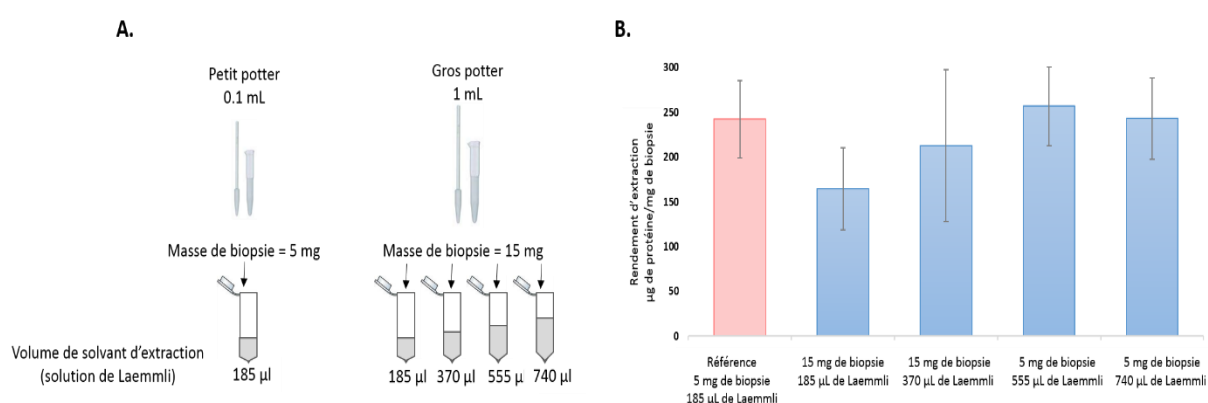 A.
Petit potter
0.1 mL
Gros potter
1 mL
Masse de biopsie = 5 mg
Masse de biopsie = 15 mg
Volume de solvant d'extraction
(solution de Laemmli)
185 µl
185 µl
370 µl
555 µl
740 µl
B.
Rendement d'extraction
µg de protéine/mg de biopsie
300
250
200
150
100
50
0
Référence
5 mg de biopsie
185 µL de Laemmli
15 mg de biopsie
185 µL de Laemmli
15 mg de biopsie
370 µL de Laemmli
5 mg de biopsie
555 µL de Laemmli
5 mg de biopsie
740 µL de Laemmli